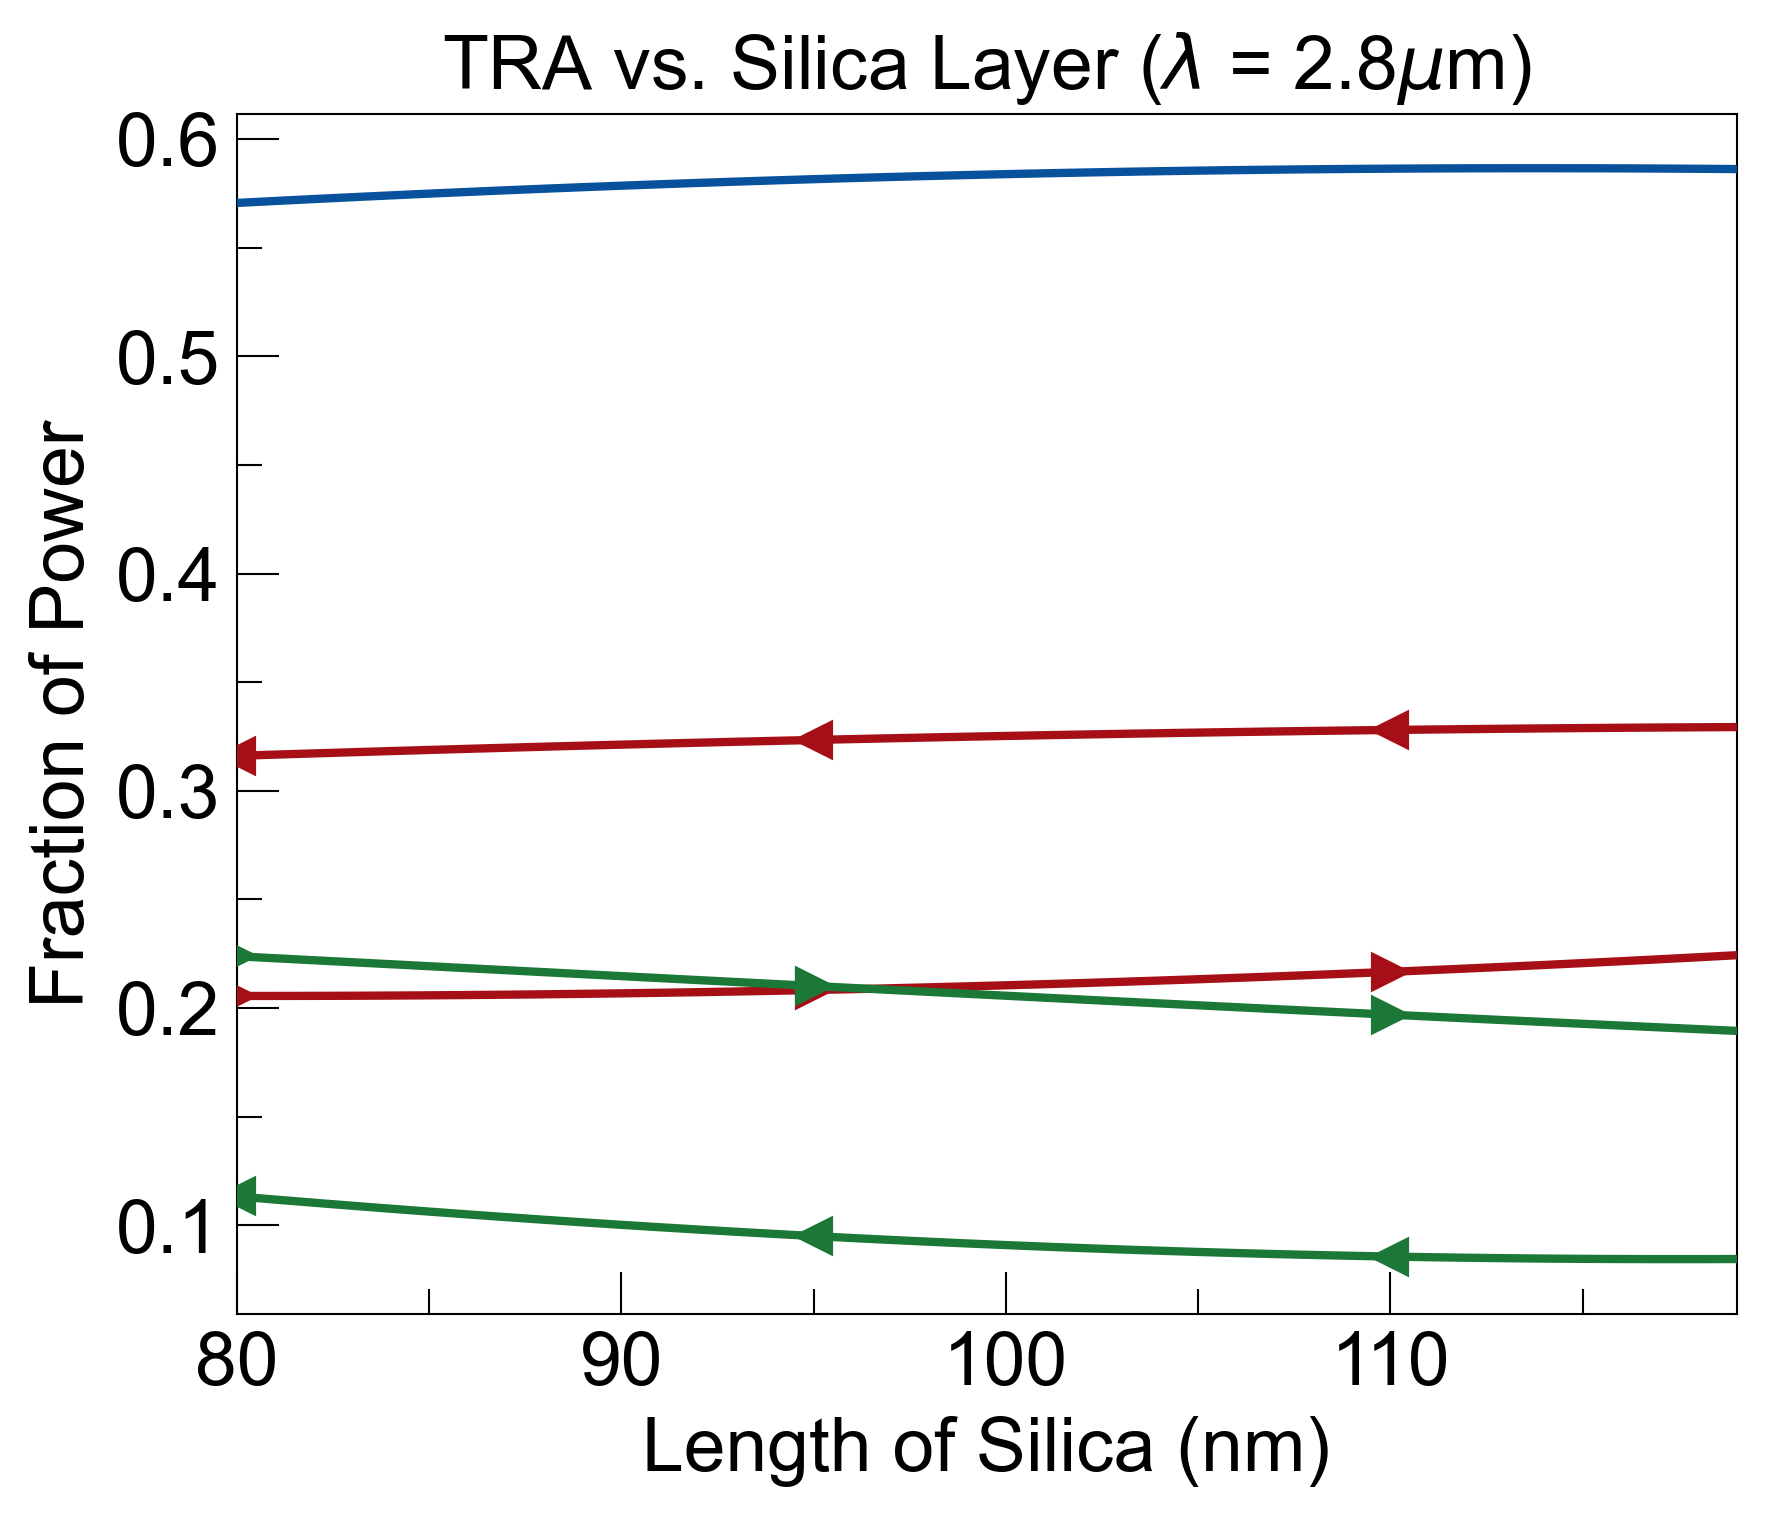 TRA vs. Silica Layer (λ = 2.8μm)
Fraction of Power
0.6
0.5
0.4
0.3
0.2
0.1
80 90 100 110
Length of Silica (nm)